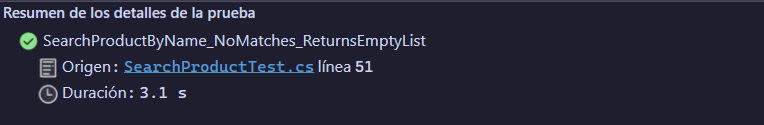 Resumen de los detalles de la prueba
SearchProductByName_NoMatches_ReturnsEmptyList
Origen: SearchProductTest.cs línea 51
Duración: 3.1 s